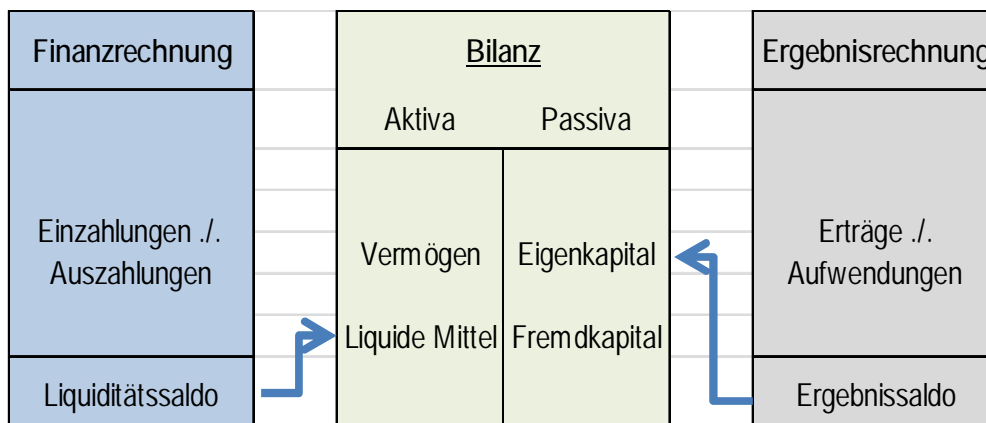 Finanzrechnung
Einzahlungen ./.
Auszahlungen
Liquiditätssaldo
Bilanz
Aktiva Passiva
Vermögen Eigenkapital
Liquide Mittel Fremdkapital
Ergebnisrechnung
Erträge ./.
Aufwendungen
Ergebnissaldo